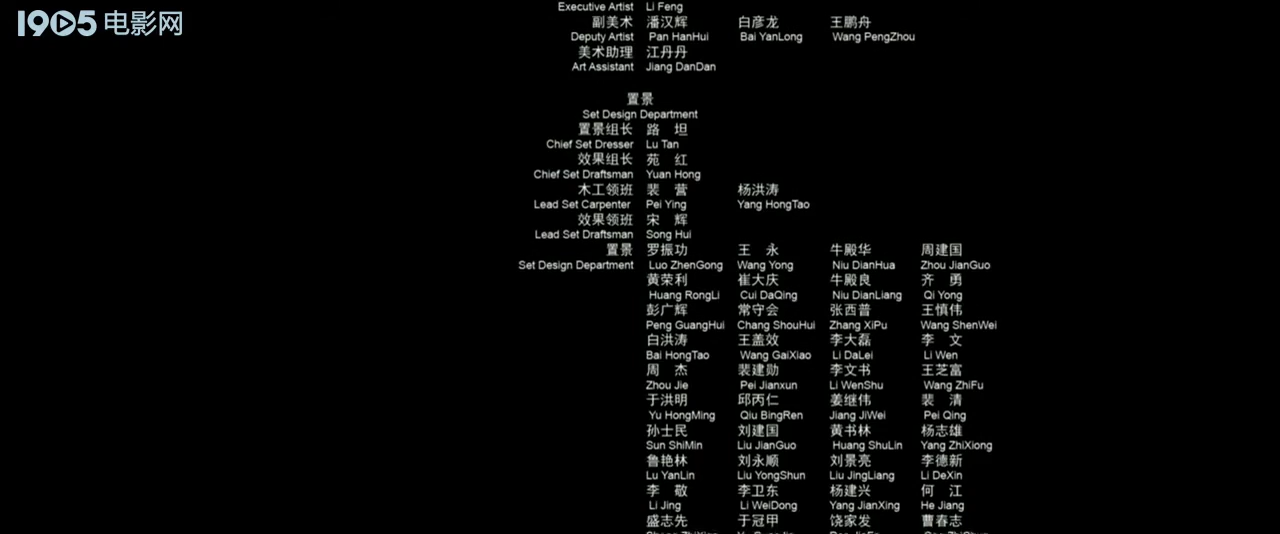 1905电影网
Executive Artist Li Feng
副美术 潘汉辉 白彦龙 王鹏舟
Deputy Artist Pan HanHui Bai YanLong Wang PengZhou
美术助理 江丹丹
Art Assistant Jiang DanDan
置景
Set Design Department
置景组长 路 坦
Chief Set Dresser Lu Tan
效果组长 苑 红
Chief Set Draftsman Yuan Hong
木工领班 裴 营 杨洪涛
Lead Set Carpenter Pei Ying Yang HongTao
效果领班 宋 辉
Lead Set Draftsman Song Hui
置景 罗振功 王 永 牛殿华 周建国
Set Design Department Luo ZhenGong Wang Yong Niu DianHua Zhou JianGuo
黄荣利 崔大庆 牛殿良 齐 勇
Huang RongLi Cui DaQing Niu DianLiang Qi Yong
彭广辉 常守会 张西普 王慎伟
Peng GuangHui Chang ShouHui Zhang XiPu Wang ShenWei
白洪涛 王盖效 李大磊 李 文
Bai HongTao Wang GaiXiao Li DaLei Li Wen
周 杰 裴建勋 李文书 王芝富
Zhou Jie Pei Jianxun Li WenShu Wang ZhiFu
于洪明 邱丙仁 姜继伟 裴 清
Yu HongMing Qiu BingRen Jiang JiWei Pei Qing
孙士民 刘建国 黄书林 杨志雄
Sun ShiMin Liu JianGuo Huang ShuLin Yang ZhiXiong
鲁艳林 刘永顺 刘景亮 李德新
Lu YanLin Liu YongShun Liu JingLiang Li DeXin
李 敬 李卫东 杨建兴 何 江
Li Jing Li WeiDong Yang JianXing He Jiang
盛志先 于冠甲 饶家发 曹春志